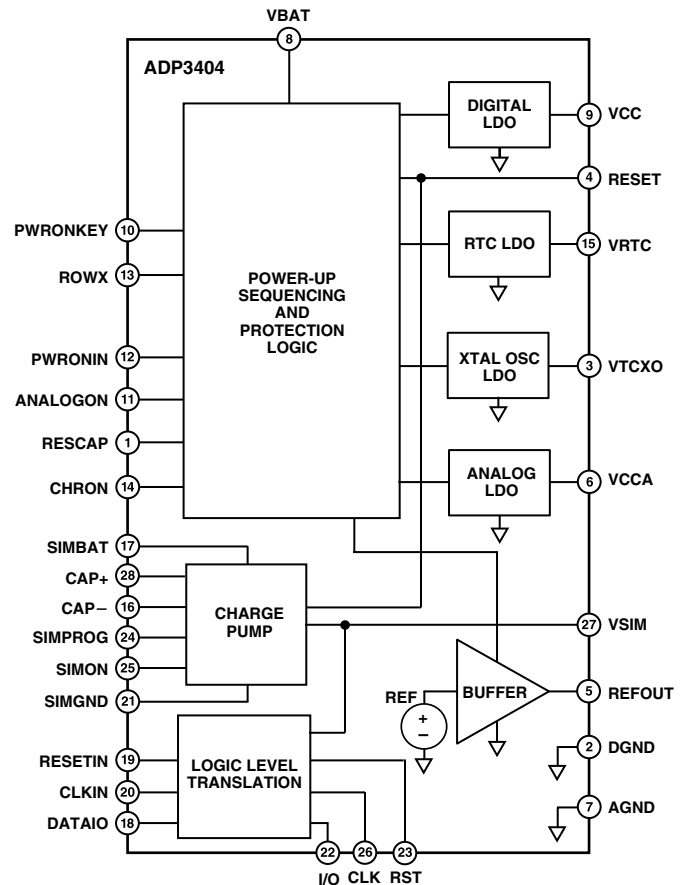 VBAT
8
ADP3404
DIGITAL
LDO
9
VCC
4
RESET
PWRONKEY
10
RTC LDO
15
VRTC
ROWX
13
POWER-UP
SEQUENCING
AND
PROTECTION
LOGIC
PWRONIN
12
XTAL OSC
LDO
3
VTCXO
ANALOGON
11
RESCAP
1
ANALOG
LDO
6
VCCA
CHRON
14
SIMBAT
17
CAP+
28
CAP−
16
CHARGE
PUMP
SIMPROG
24
27
VSIM
SIMON
25
SIMGND
21
REF
+
−
BUFFER
5
REFOUT
2
DGND
RESETIN
19
LOGIC LEVEL
TRANSLATION
CLKIN
20
7
AGND
DATAIO
18
22
26
23
I/O
CLK
RST